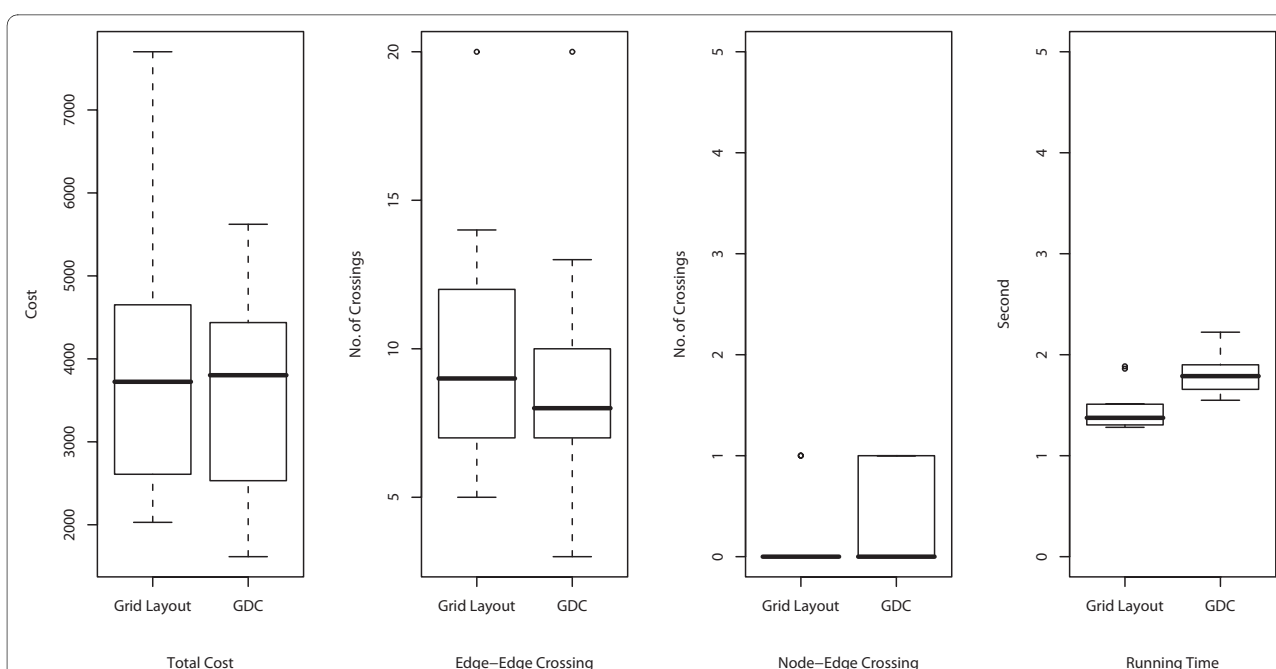 Cost
2000
3000
4000
5000
6000
7000
Grid Layout
GDC
Total Cost
No. of Crossings
5
10
15
20
Grid Layout
GDC
Edge−Edge Crossing
No. of Crossings
0
1
2
3
4
5
Grid Layout
GDC
Node−Edge Crossing
Second
0
1
2
3
4
5
Grid Layout
GDC
Running Time